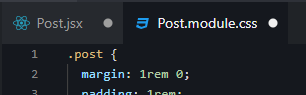 Post.jsx Post.module.css
1 .post {
2 margin: 1rem 0;
3 padding: 1rem;